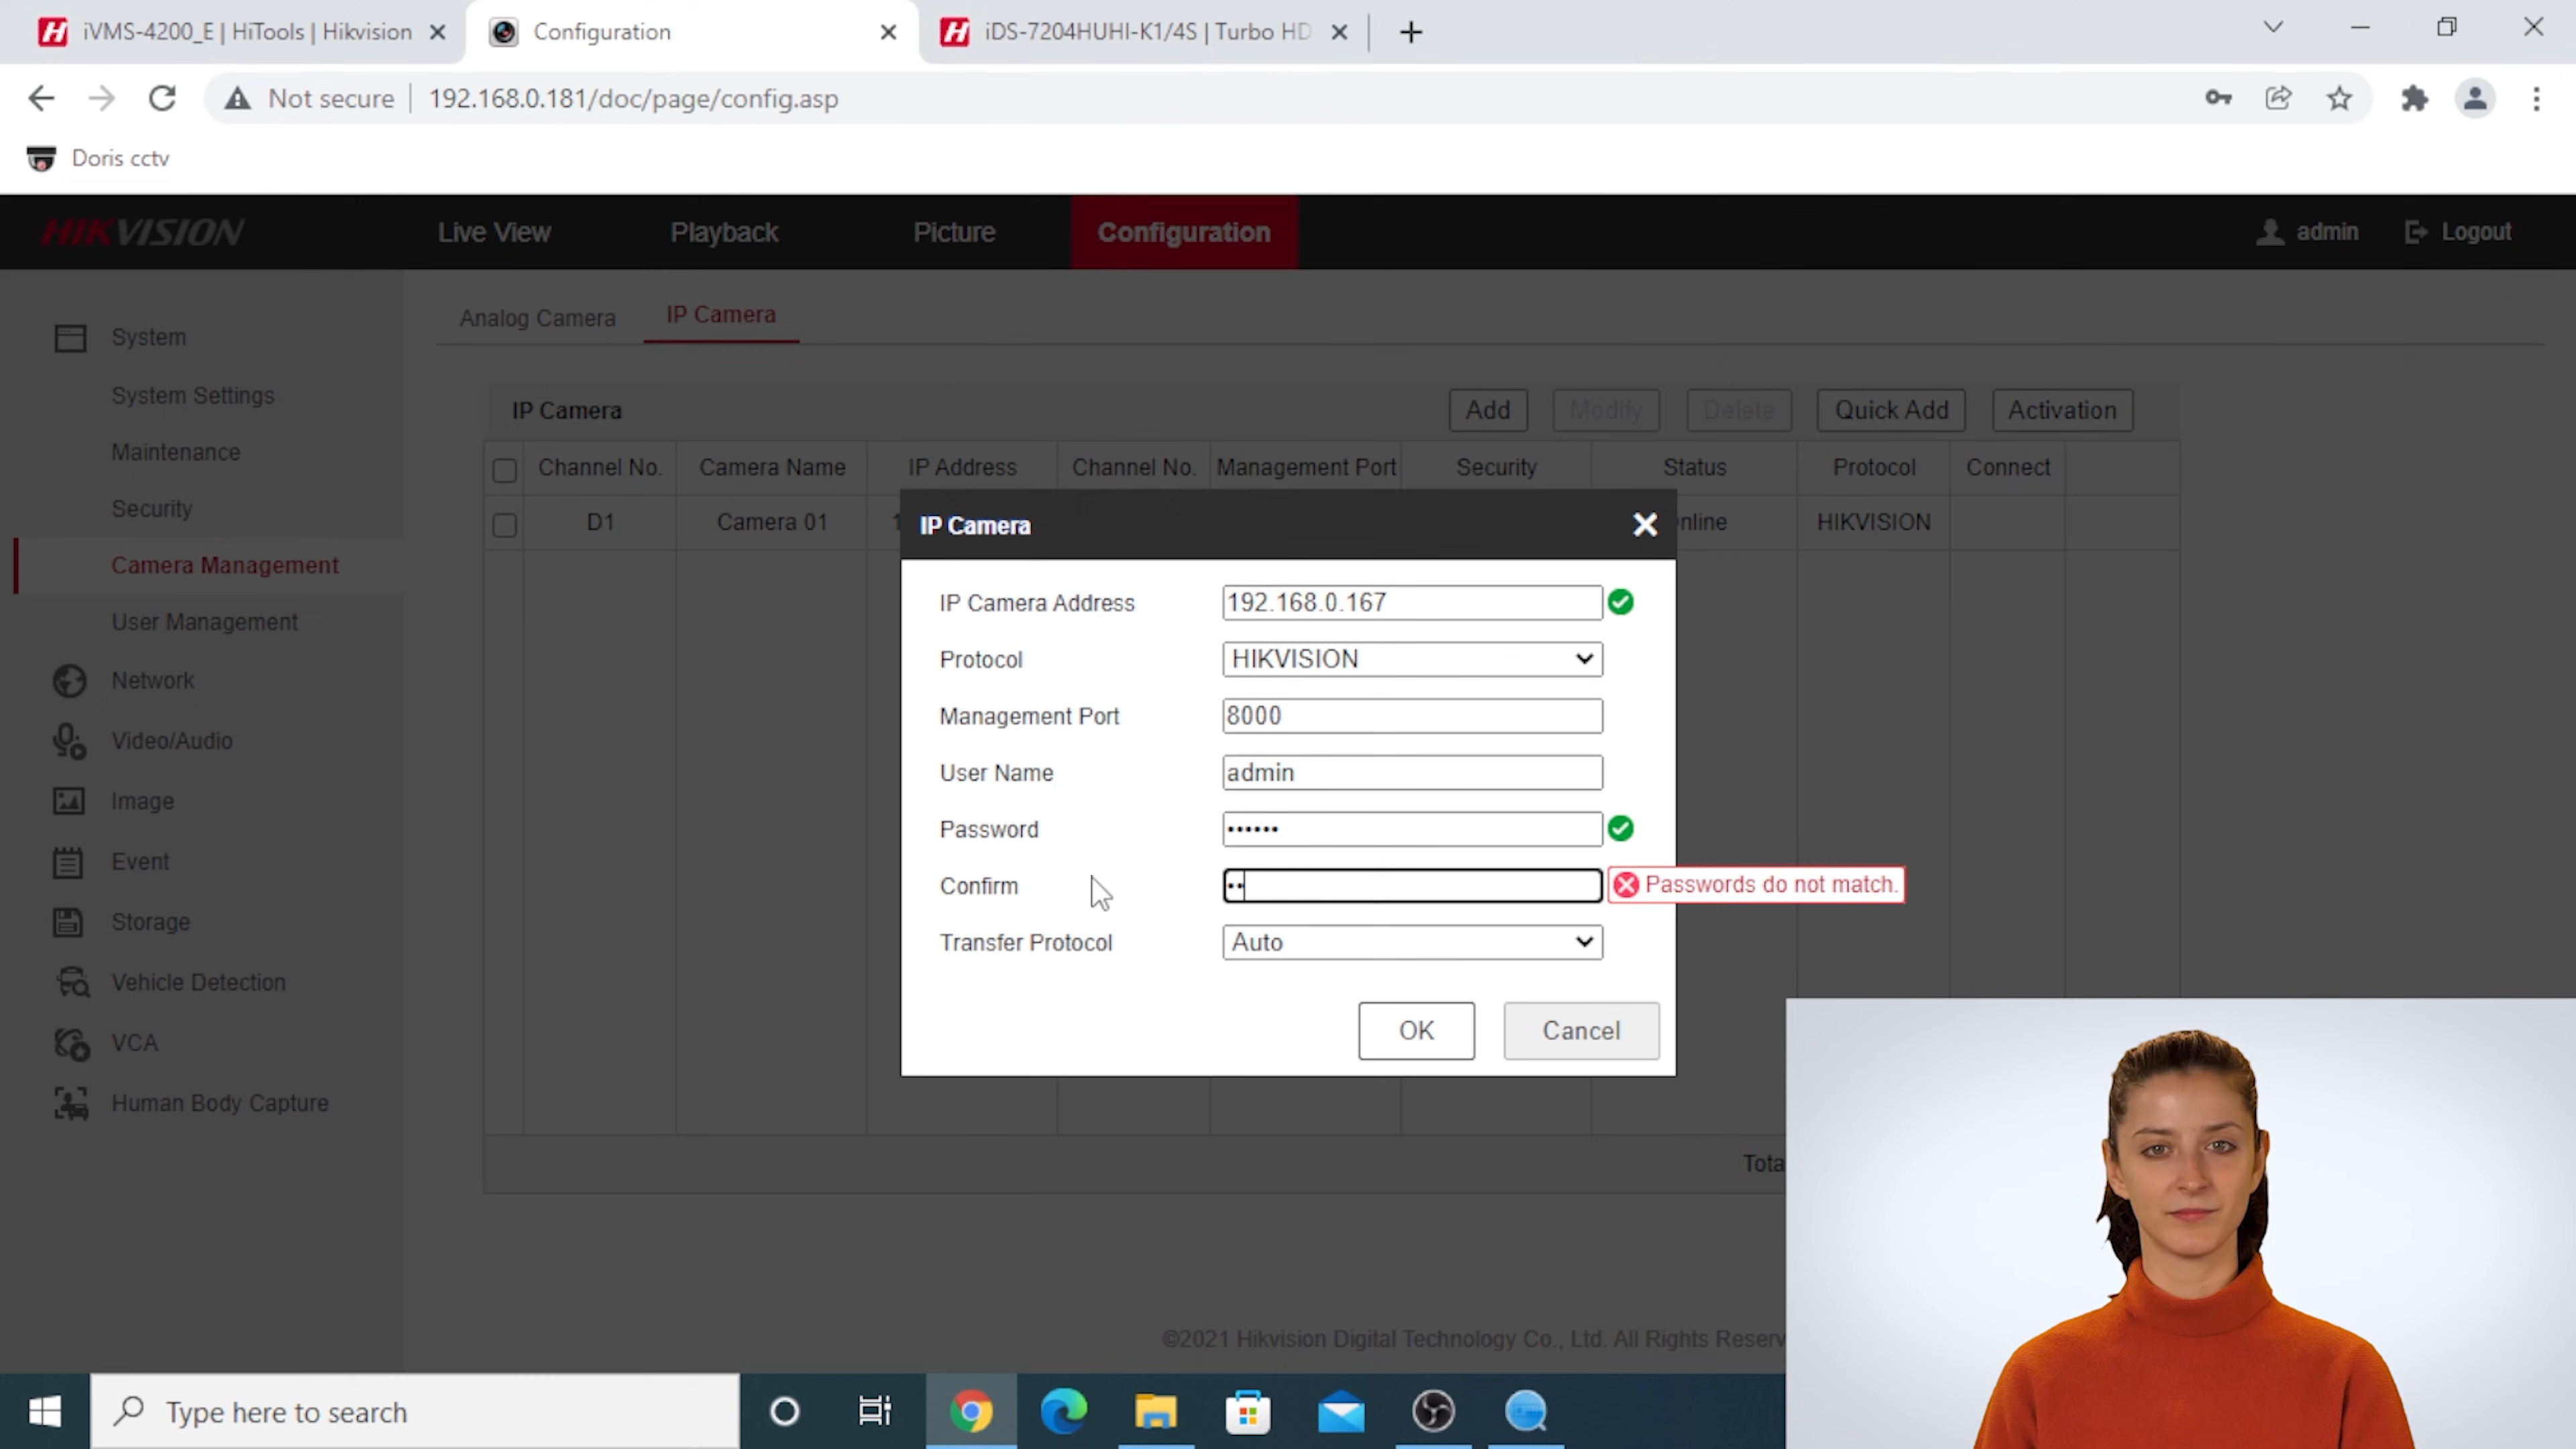 iVMS-4200_E | HiTools | Hikvision
Configuration
iDS-7204HUHI-K1/4S | Turbo HD
Not secure
192.168.0.181/doc/page/config.asp
Doris cctv
HIKVISION
Live View
Playback
Picture
Configuration
admin
Logout
System
System Settings
Maintenance
Security
Camera Management
User Management
Network
Video/Audio
Image
Event
Storage
Vehicle Detection
VCA
Human Body Capture
Analog Camera
IP Camera
IP Camera
Add
Modify
Delete
Quick Add
Activation
Channel No.
Camera Name
IP Address
Channel No.
Management Port
Security
Status
Protocol
Connect
D1
Camera 01
1
nline
HIKVISION
IP Camera
IP Camera Address
192.168.0.167
Protocol
HIKVISION
Management Port
8000
User Name
admin
Password
••••••
Confirm
••
Passwords do not match.
Transfer Protocol
Auto
OK
Cancel
Tota
©2021 Hikvision Digital Technology Co., Ltd. All Rights Reserv
Type here to search